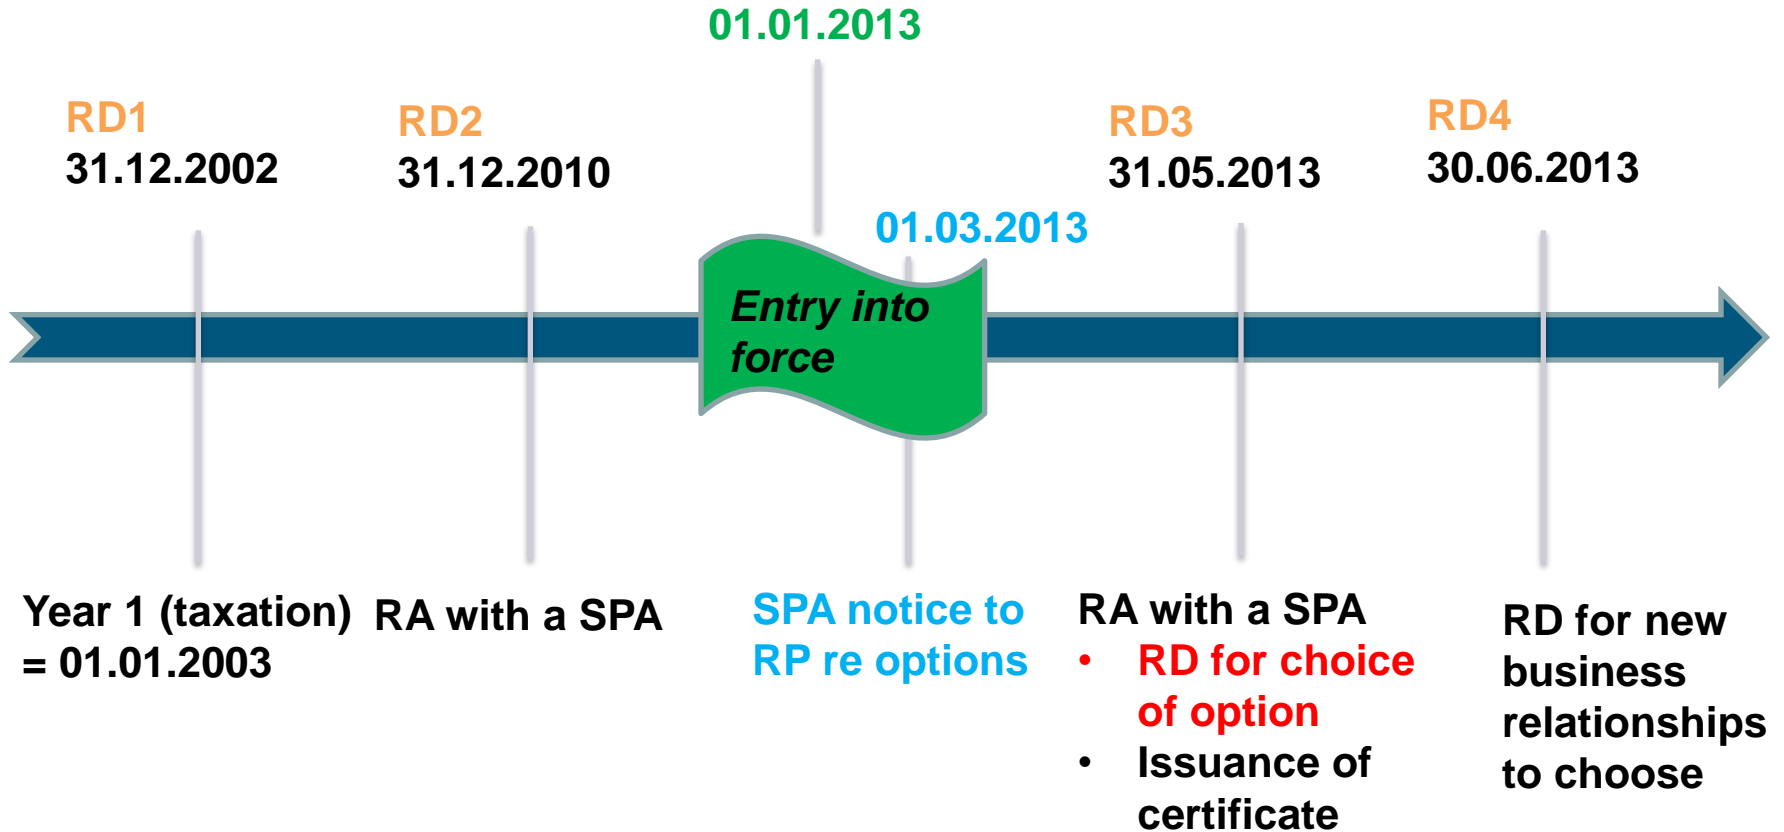 01.01.2013
RD1
31.12.2002
RD2
31.12.2010
RD3
31.05.2013
RD4
30.06.2013
01.03.2013
Entry into
force
Year 1 (taxation)
= 01.01.2003
RA with a SPA
SPA notice to
RP re options
RA with a SPA
• RD for choice
of option
• Issuance of
certificate
RD for new
business
relationships
to choose